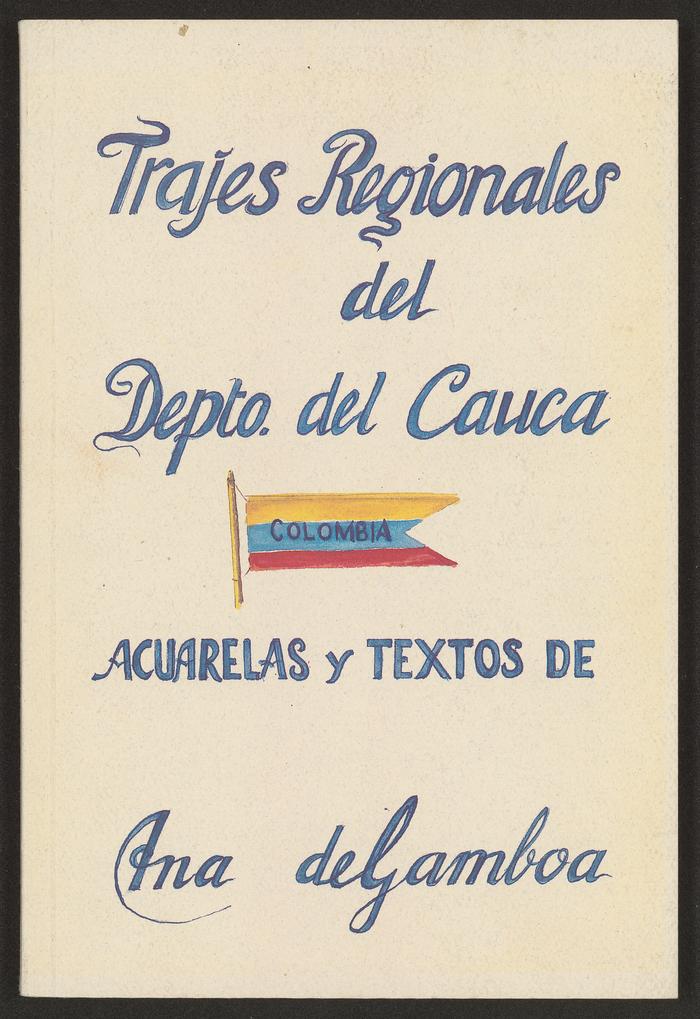 Trajes Regionales
del
Depto. del Cauca
COLOMBIA
ACUARELAS y TEXTOS DE
Ana deGamboa